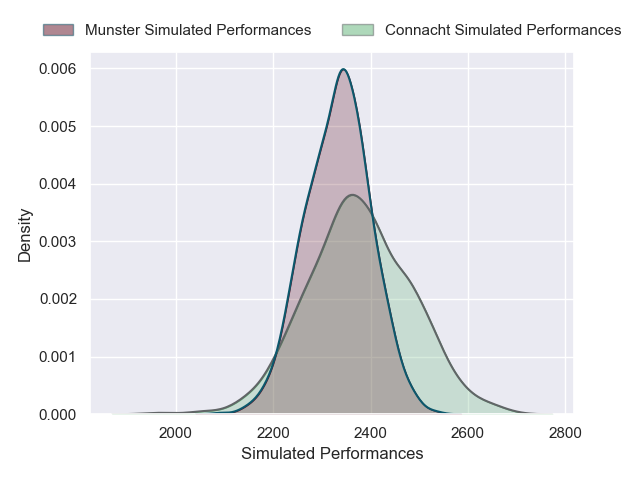 Munster Simulated Performances Connacht Simulated Performances
0.006
0.005
0.004
0.003
0.002
0.001
0.000
Density
2000 2200 2400 2600 2800
Simulated Performances